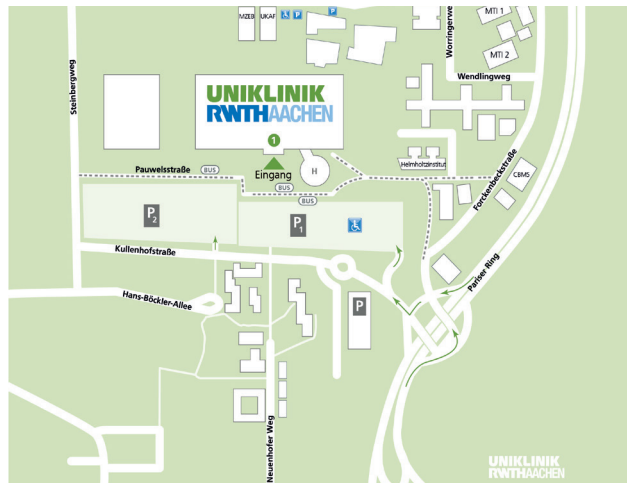 MTI 1
MZEB
UKAF
P
P
Worringerweg
MTI 2
Steinbergweg
Wendlingweg
UNIKLINIK
RWTHAACHEN
1
Helmholzinstitut
Pauwelsstraße
BUS
Eingang
H
CBMS
BUS
Forckenbeckstraße
BUS
P2
P1
Kullenhofstraße
Pariser Ring
Hans-Böckler-Allee
P
Neuenhofer Weg
UNIKLINIK
RWTHAACHEN